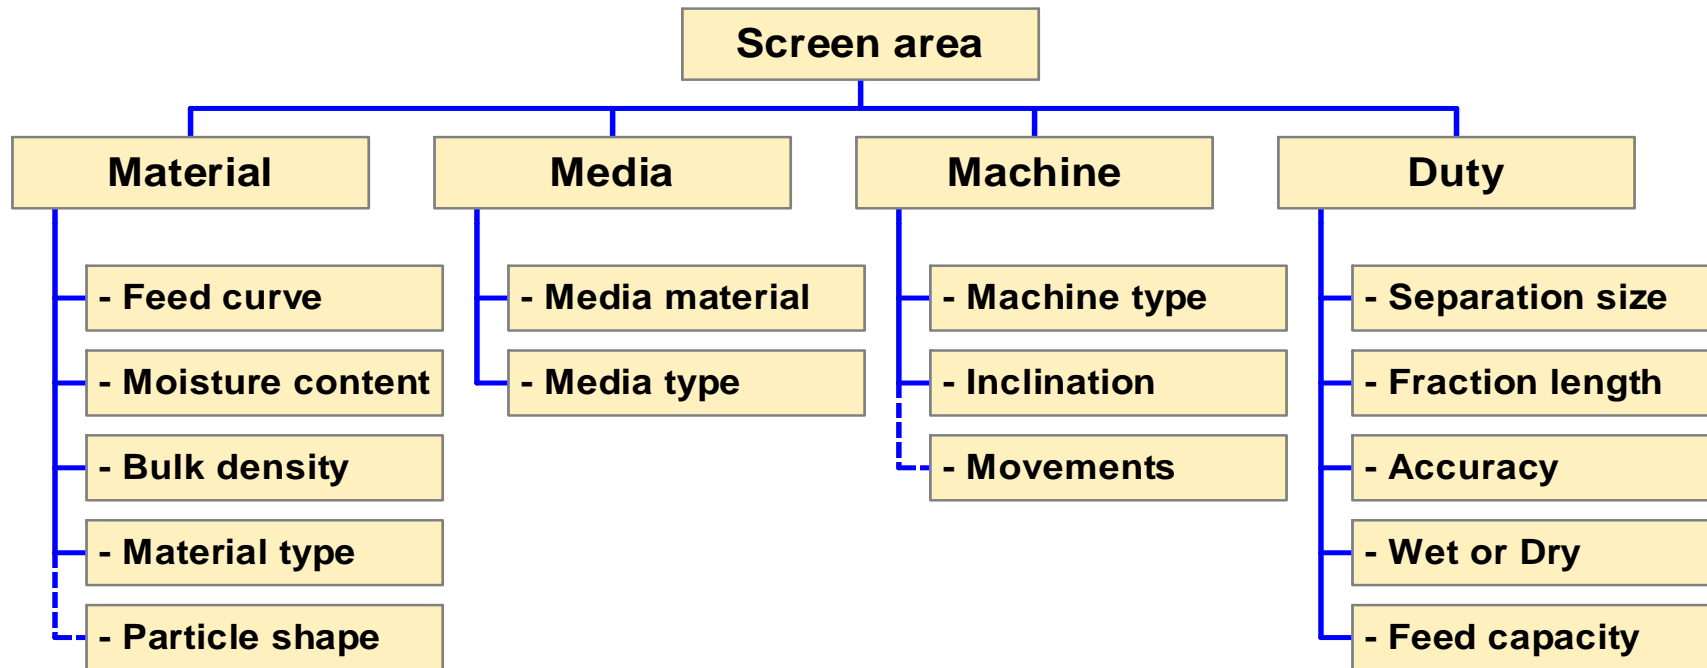 Screen area
Material
- Feed curve
- Moisture content
- Bulk density
- Material type
- Particle shape
Media
- Media material
- Media type
Machine
- Machine type
- Inclination
- Movements
Duty
- Separation size
- Fraction length
- Accuracy
- Wet or Dry
- Feed capacity